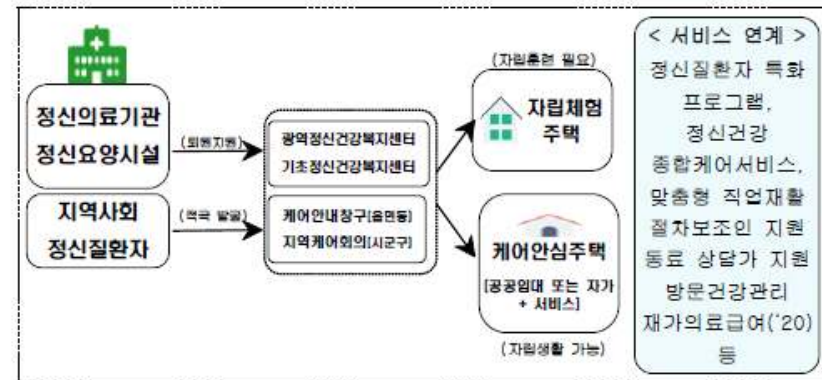 정신의료기관
정신요양시설
(퇴원지원)
지역사회
정신질환자
(적극 발굴)
광역정신건강복지센터
기초정신건강복지센터
케어안내창구[읍면동]
지역케어회의[시군구]
(자립훈련 필요)
자립체험
주택
케어안심주택
[공공임대 또는 자가
+ 서비스]
(자립생활 가능)
< 서비스 연계 >
정신질환자 특화
프로그램,
정신건강
종합케어서비스,
맞춤형 직업재활
절차보조인 지원
동료 상담가 지원
방문건강관리
재가의료급여(‘20)
등